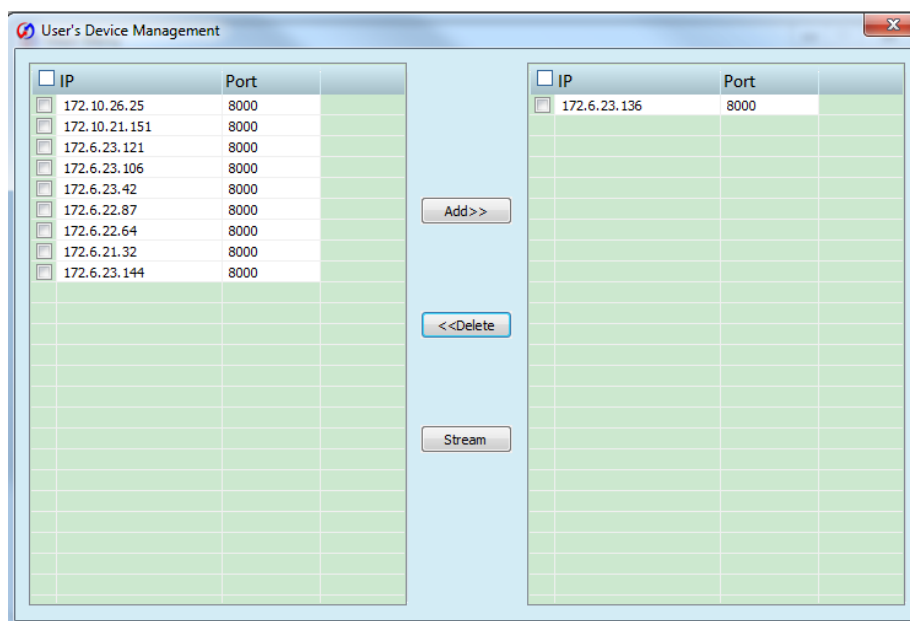 User's Device Management
IP Port
172.10.26.25 8000
172.10.21.151 8000
172.6.23.121 8000
172.6.23.106 8000
172.6.23.42 8000
172.6.22.87 8000
172.6.22.64 8000
172.6.21.32 8000
172.6.23.144 8000
Add>>
<<Delete
Stream
IP Port
172.6.23.136 8000